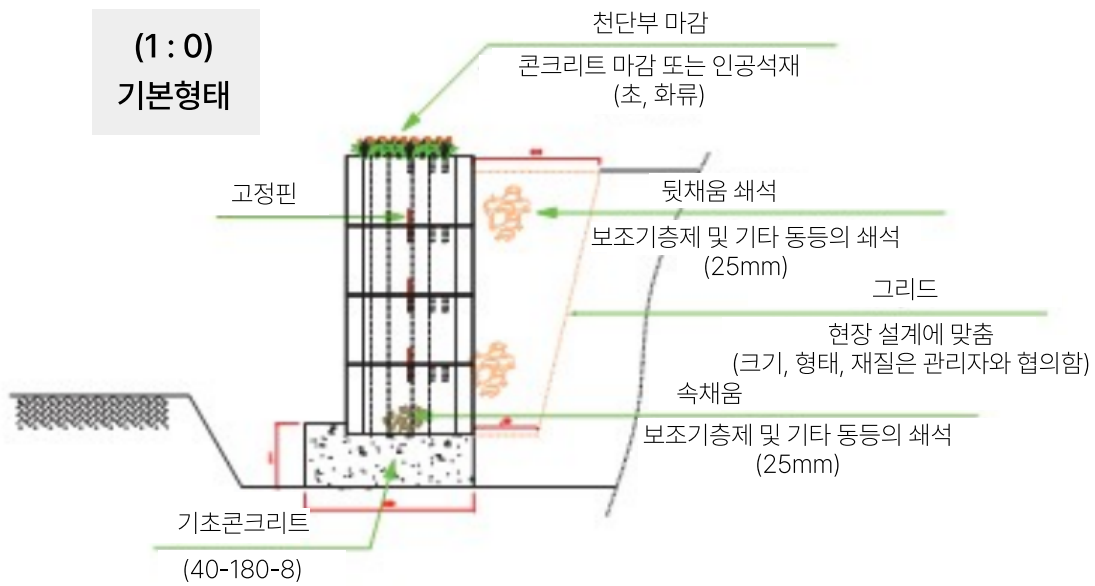 (1 : 0)
기본형태
천단부 마감
콘크리트 마감 또는 인공석재
(초, 화류)
고정핀
뒷채움 쇄석
보조기층제 및 기타 동등의 쇄석
(25mm)
그리드
현장 설계에 맞춤
(크기, 형태, 재질은 관리자와 협의함)
속채움
보조기층제 및 기타 동등의 쇄석
(25mm)
기초콘크리트
(40-180-8)